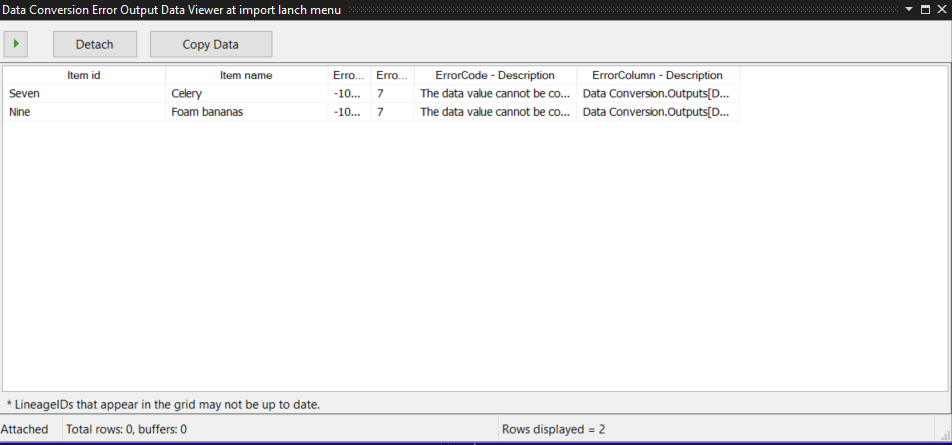 Data Conversion Error Output Data Viewer at import lanch menu
Detach Copy Data
Item id Item name Erro... Erro... ErrorCode - Description ErrorColumn - Description
Seven Celery -10... 7 The data value cannot be co... Data Conversion.Outputs[D...
Nine Foam bananas -10... 7 The data value cannot be co... Data Conversion.Outputs[D...
* LineageIDs that appear in the grid may not be up to date.
Attached Total rows: 0, buffers: 0 Rows displayed = 2